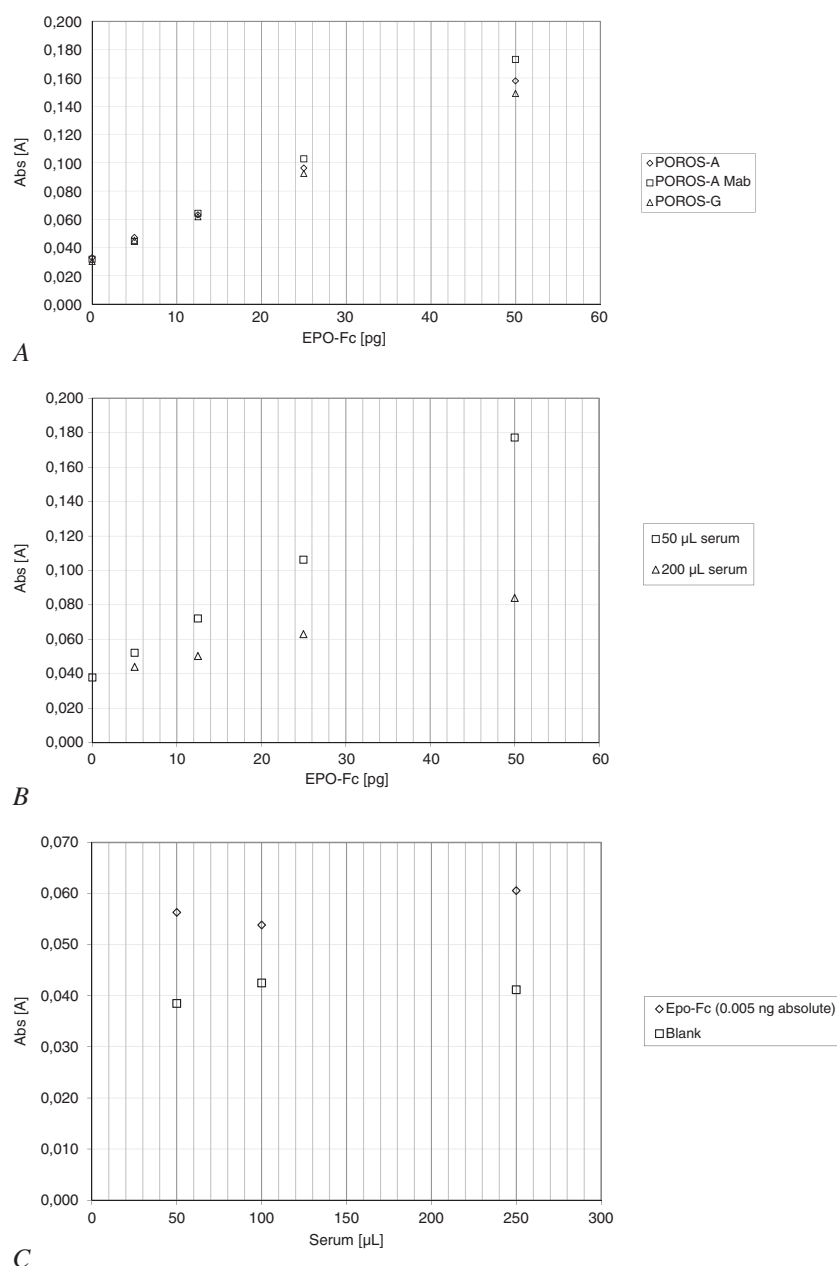 0,200
0,180
0,160
0,140
0,120
0,100
0,080
0,060
0,040
0,020
0,000
Abs [A]
0 10 20 30 40 50 60
EPO-Fc [pg]
POROS-A
POROS-A Mab
POROS-G
A
0,200
0,180
0,160
0,140
0,120
0,100
0,080
0,060
0,040
0,020
0,000
Abs [A]
0 10 20 30 40 50 60
EPO-Fc [pg]
50 µL serum
200 µL serum
B
0,070
0,060
0,050
0,040
0,030
0,020
0,010
0,000
Abs [A]
0 50 100 150 200 250 300
Serum [µL]
Epo-Fc (0.005 ng absolute)
Blank
C